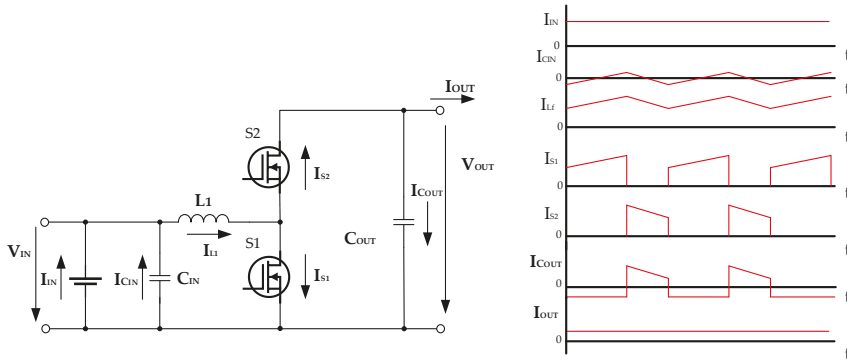 S2
IOUT
IS2
VOUT
ICOUT
L1
IL1
S1
COUT
VIN
IIN
ICIN
CIN
IS1
IIN
0
t
ICIN
0
t
ILf
0
t
IS1
0
t
IS2
0
t
ICOUT
0
t
IOUT
0
t